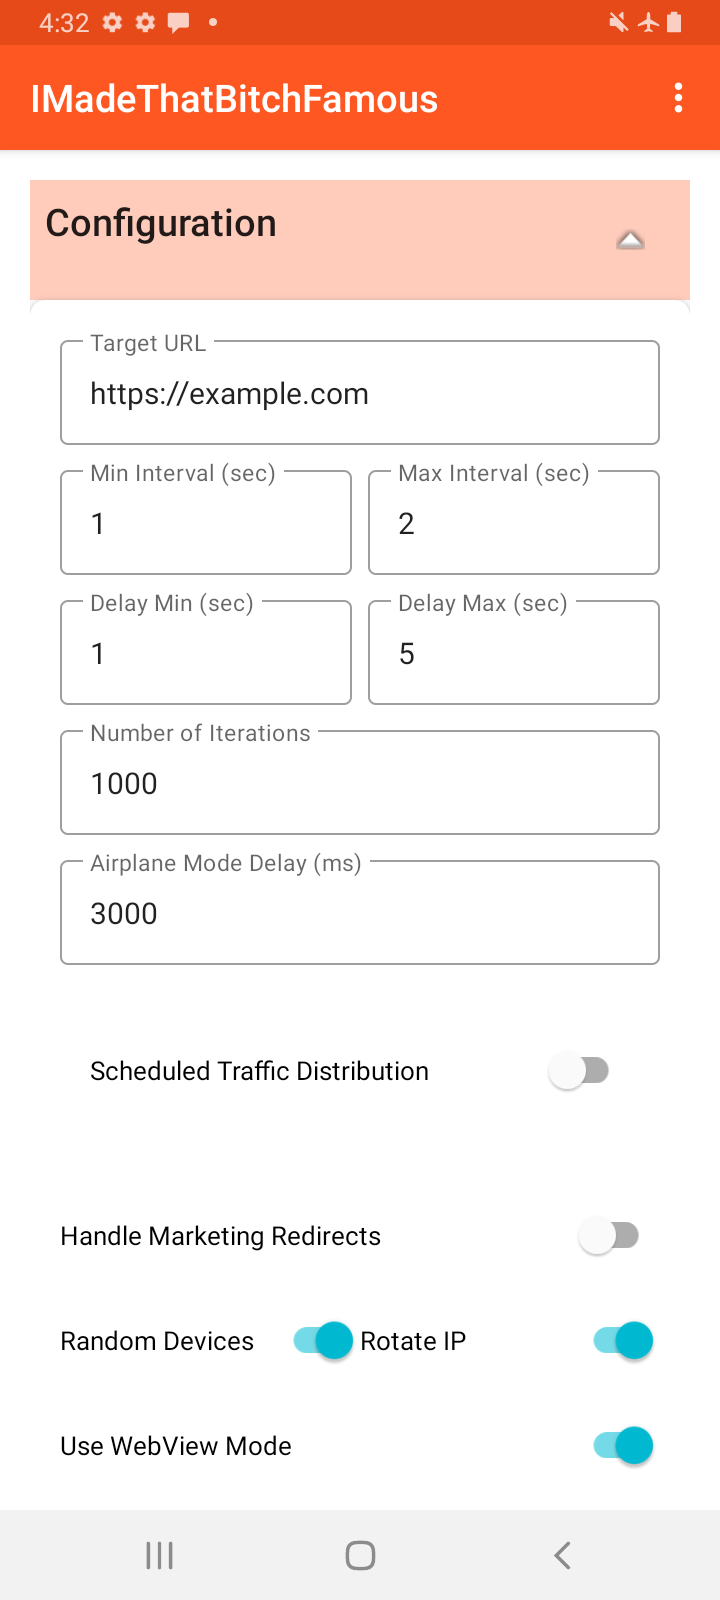 4:32
IMadeThatBitchFamous
Configuration
Target URL
https://example.com
Min Interval (sec) Max Interval (sec)
1 2
Delay Min (sec) Delay Max (sec)
1 5
Number of Iterations
1000
Airplane Mode Delay (ms)
3000
Scheduled Traffic Distribution
Handle Marketing Redirects
Random Devices Rotate IP
Use WebView Mode